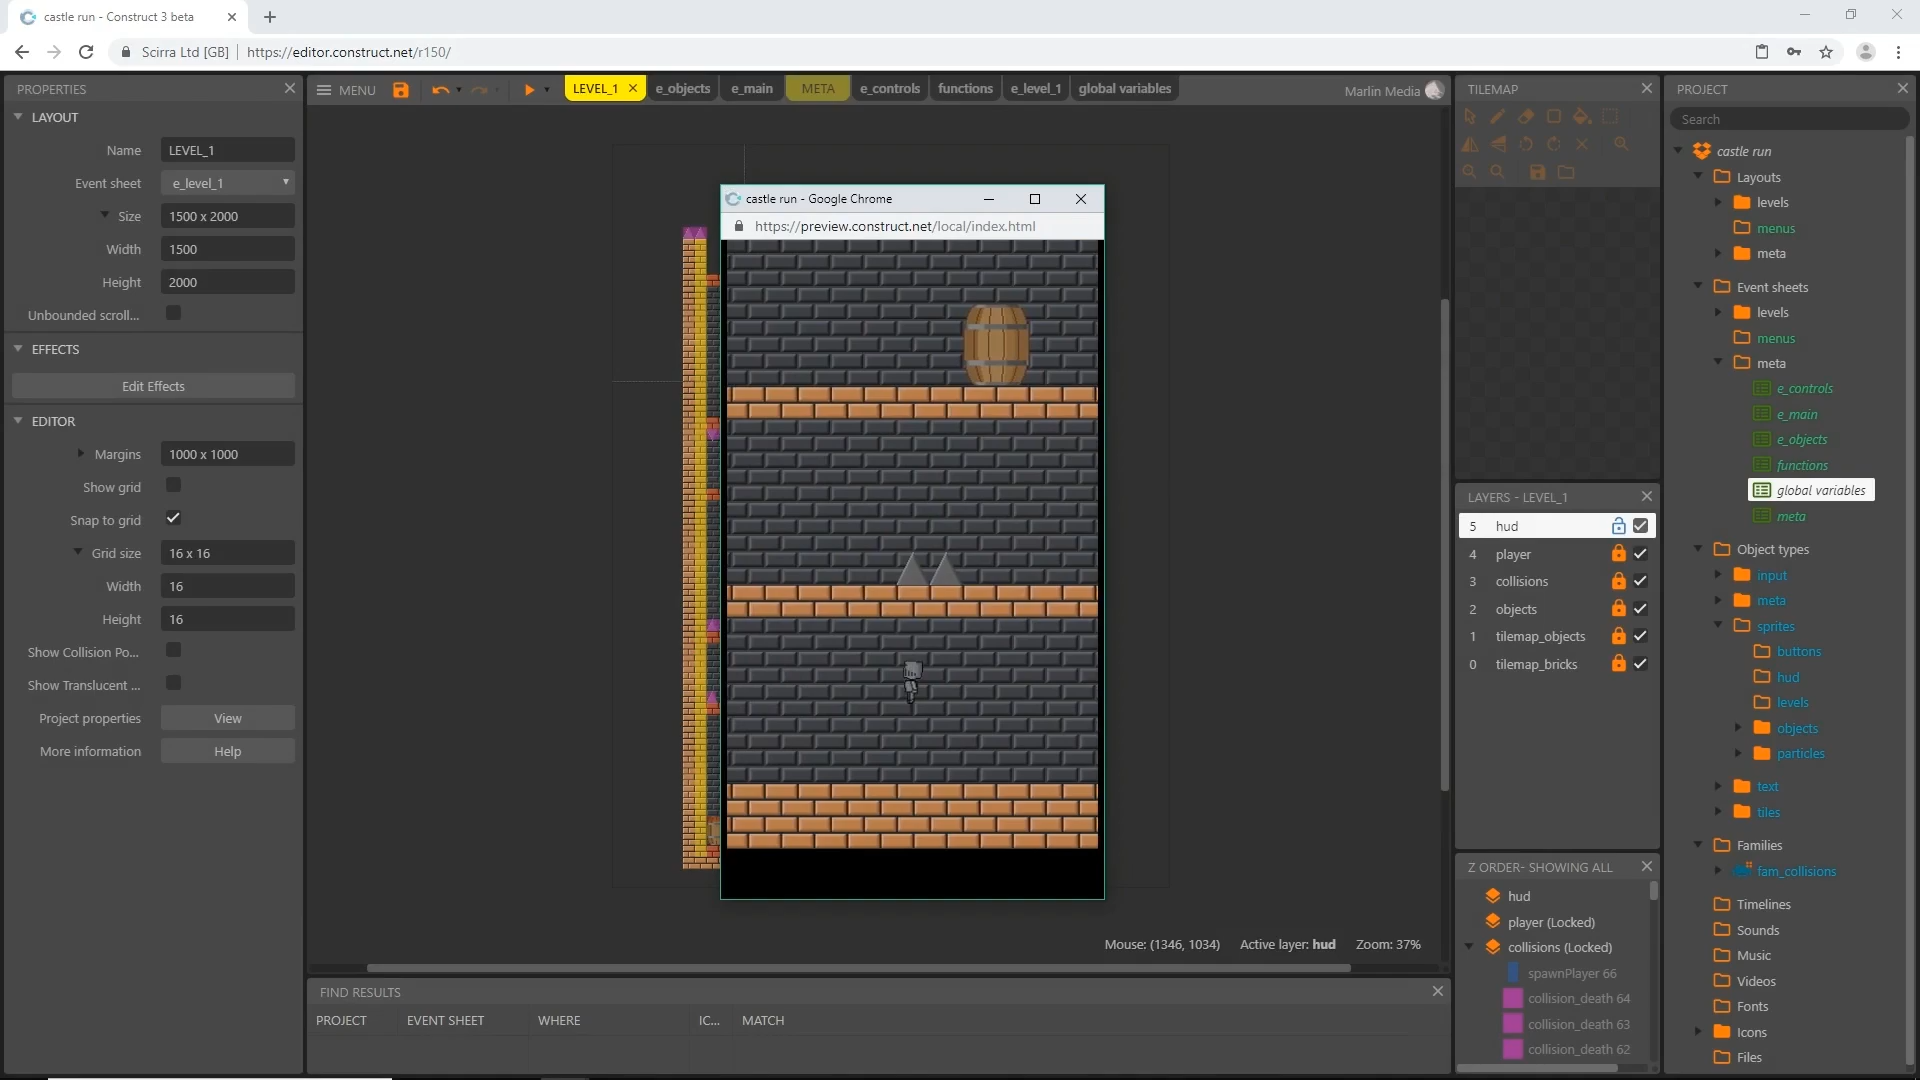 castle run - Construct 3 beta
Scirra Ltd [GB] https://editor.construct.net/r150/
PROPERTIES
LAYOUT
Name LEVEL_1
Event sheet e_level_1
Size 1500 x 2000
Width 1500
Height 2000
Unbounded scroll...
EFFECTS
Edit Effects
EDITOR
Margins 1000 x 1000
Show grid
Snap to grid
Grid size 16 x 16
Width 16
Height 16
Show Collision Po...
Show Translucent ...
Project properties View
More information Help
MENU
LEVEL_1 e_objects e_main META e_controls functions e_level_1 global variables
Marlin Media
castle run - Google Chrome
https://preview.construct.net/local/index.html
Mouse: (1346, 1034) Active layer: hud Zoom: 37%
FIND RESULTS
PROJECT EVENT SHEET WHERE IC... MATCH
TILEMAP
LAYERS - LEVEL_1
5 hud
4 player
3 collisions
2 objects
1 tilemap_objects
0 tilemap_bricks
Z ORDER- SHOWING ALL
hud
player (Locked)
collisions (Locked)
spawnPlayer 66
collision_death 64
collision_death 63
collision_death 62
PROJECT
Search
castle run
Layouts
levels
menus
meta
Event sheets
levels
menus
meta
e_controls
e_main
e_objects
functions
global variables
meta
Object types
input
meta
sprites
buttons
hud
levels
objects
particles
text
tiles
Families
fam_collisions
Timelines
Sounds
Music
Videos
Fonts
Icons
Files